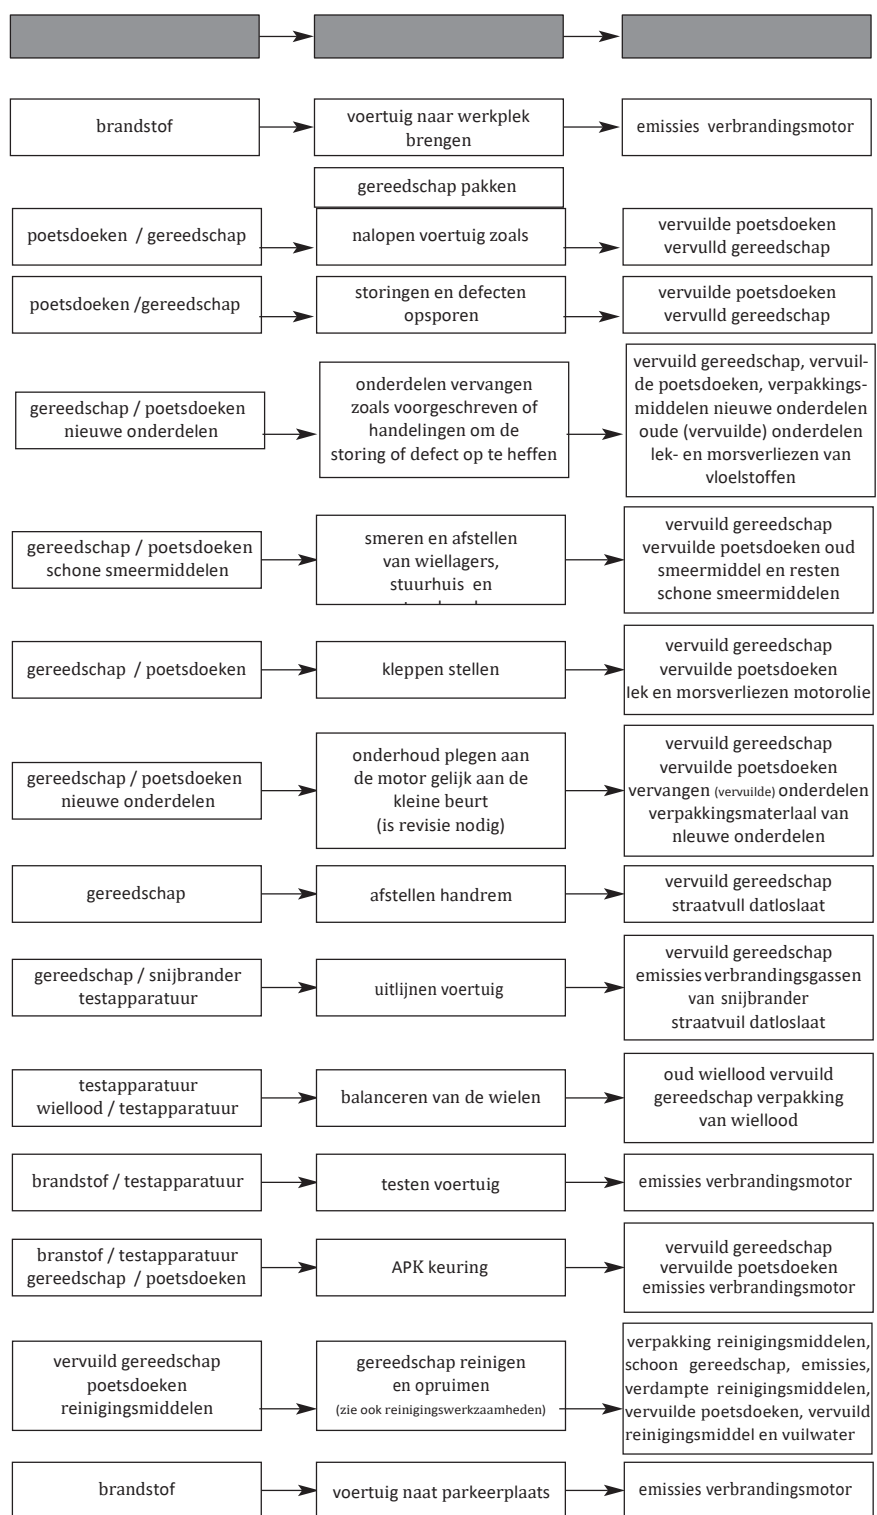 brandstof
voertuig naar werkplek
brengen
emissies verbrandingsmotor
gereedschap pakken
poetsdoeken / gereedschap
nalopen voertuig zoals
vervuilde poetsdoeken
vervulld gereedschap
poetsdoeken /gereedschap
storingen en defecten
opsporen
vervuilde poetsdoeken
vervulld gereedschap
gereedschap / poetsdoeken
nieuwe onderdelen
onderdelen vervangen
zoals voorgeschreven of
handelingen om de
storing of defect op te heffen
vervuild gereedschap, vervuil-
de poetsdoeken, verpakkings-
middelen nieuwe onderdelen
oude (vervuilde) onderdelen
lek- en morsverliezen van
vloelstoffen
gereedschap / poetsdoeken
schone smeermiddelen
smeren en afstellen
van wiellagers,
stuurhuis en
vervuild gereedschap
vervuilde poetsdoeken oud
smeermiddel en resten
schone smeermiddelen
gereedschap / poetsdoeken
kleppen stellen
vervuild gereedschap
vervuilde poetsdoeken
lek en morsverliezen motorolie
gereedschap / poetsdoeken
nieuwe onderdelen
onderhoud plegen aan
de motor gelijk aan de
kleine beurt
(is revisie nodig)
vervuild gereedschap
vervuilde poetsdoeken
vervangen (vervuilde) onderdelen
verpakkingsmaterlaal van
nleuwe onderdelen
gereedschap
afstellen handrem
vervuild gereedschap
straatvull datloslaat
gereedschap / snijbrander
testapparatuur
uitlijnen voertuig
vervuild gereedschap
emissies verbrandingsgassen
van snijbrander
straatvuil datloslaat
testapparatuur
wiellood / testapparatuur
balanceren van de wielen
oud wiellood vervuild
gereedschap verpakking
van wiellood
brandstof / testapparatuur
testen voertuig
emissies verbrandingsmotor
branstof / testapparatuur
gereedschap / poetsdoeken
APK keuring
vervuild gereedschap
vervuilde poetsdoeken
emissies verbrandingsmotor
vervuild gereedschap
poetsdoeken
reinigingsmiddelen
gereedschap reinigen
en opruimen
(zie ook reinigingswerkzaamheden)
verpakking reinigingsmiddelen,
schoon gereedschap, emissies,
verdampte reinigingsmiddelen,
vervuilde poetsdoeken, vervuild
reinigingsmiddel en vuilwater
brandstof
voertuig naat parkeerplaats
emissies verbrandingsmotor